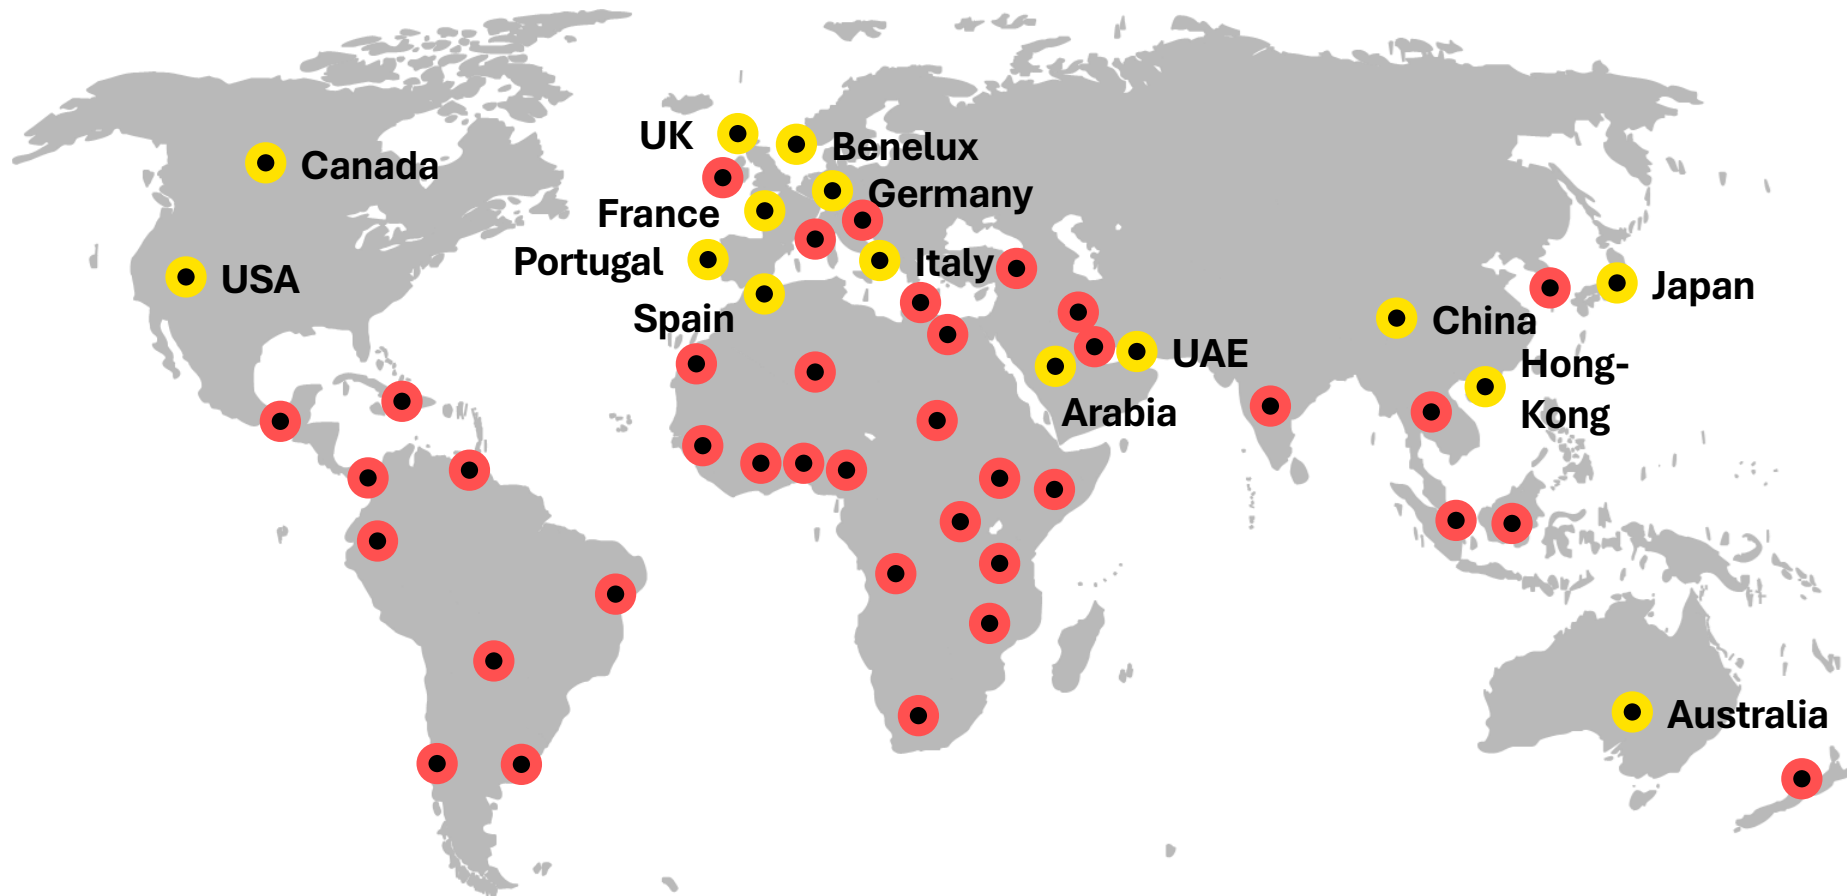 UK
Benelux
Canada
Germany
France
Portugal
Italy
USA
Japan
Spain
China
UAE
Hong-
Kong
Arabia
Australia